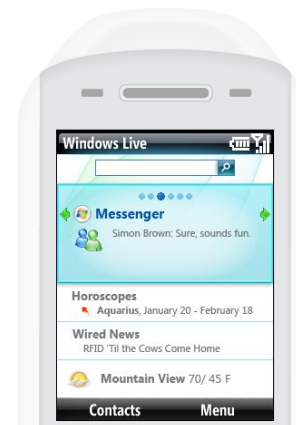 Windows Live
Messenger
Simon Brown: Sure, sounds fun.
Horoscopes
Aquarius, January 20 - February 18
Wired News
RFID 'Til the Cows Come Home
Mountain View 70/ 45 F
Contacts Menu